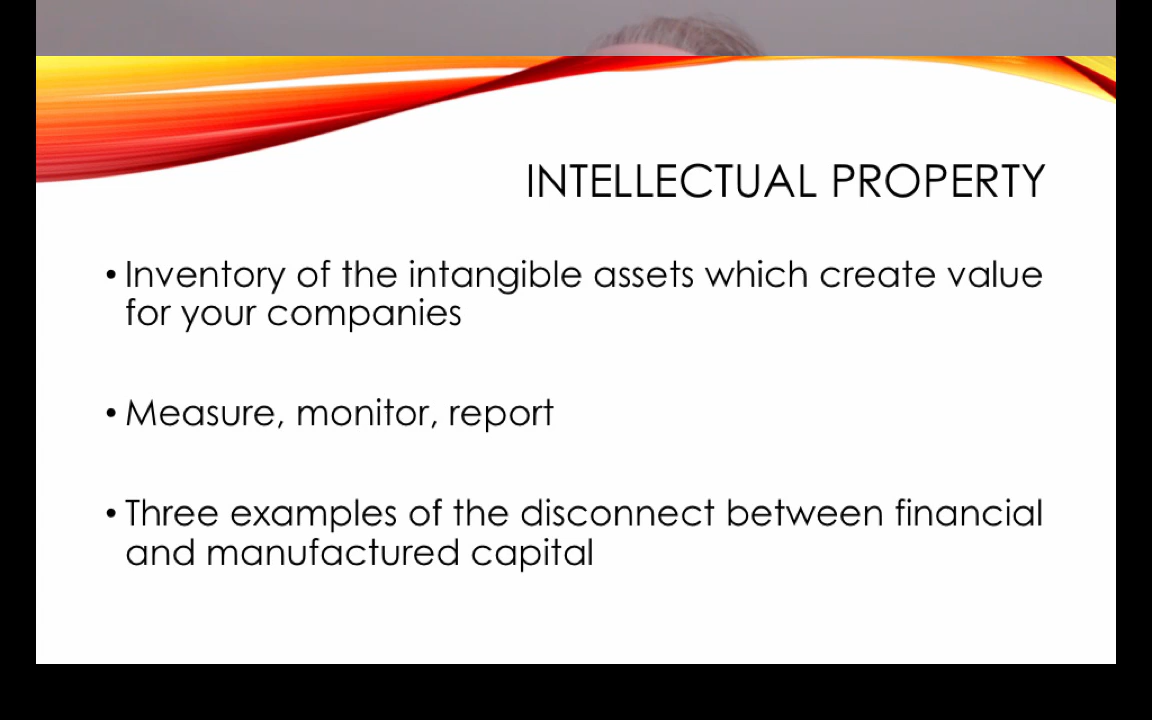 INTELLECTUAL PROPERTY
• Inventory of the intangible assets which create value
for your companies
• Measure, monitor, report
• Three examples of the disconnect between financial
and manufactured capital